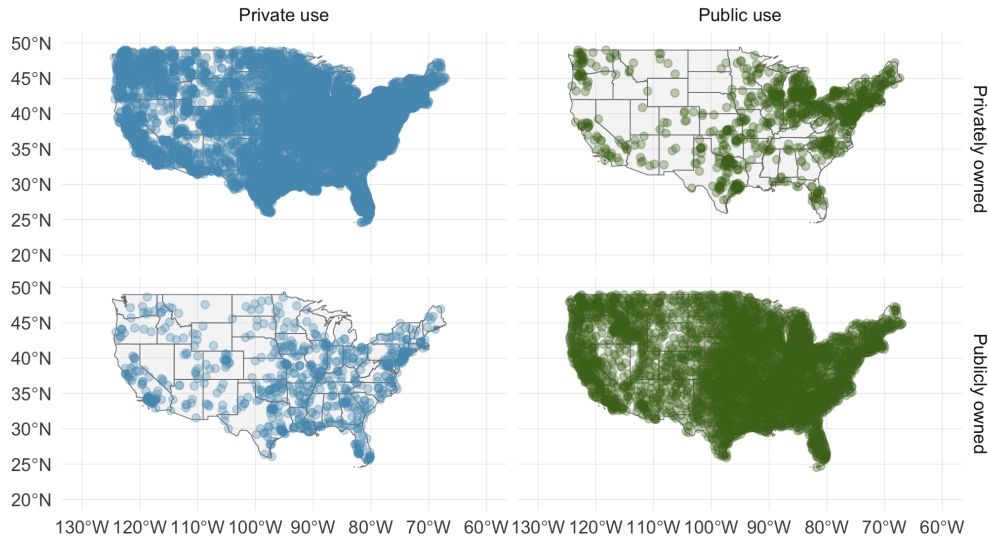 Private use Public use
50°N
45°N
40°N
35°N
30°N
25°N
20°N
Privately owned
50°N
45°N
40°N
35°N
30°N
25°N
20°N
Publicly owned
130°W 120°W 110°W 100°W 90°W 80°W 70°W 60°W 130°W 120°W 110°W 100°W 90°W 80°W 70°W 60°W